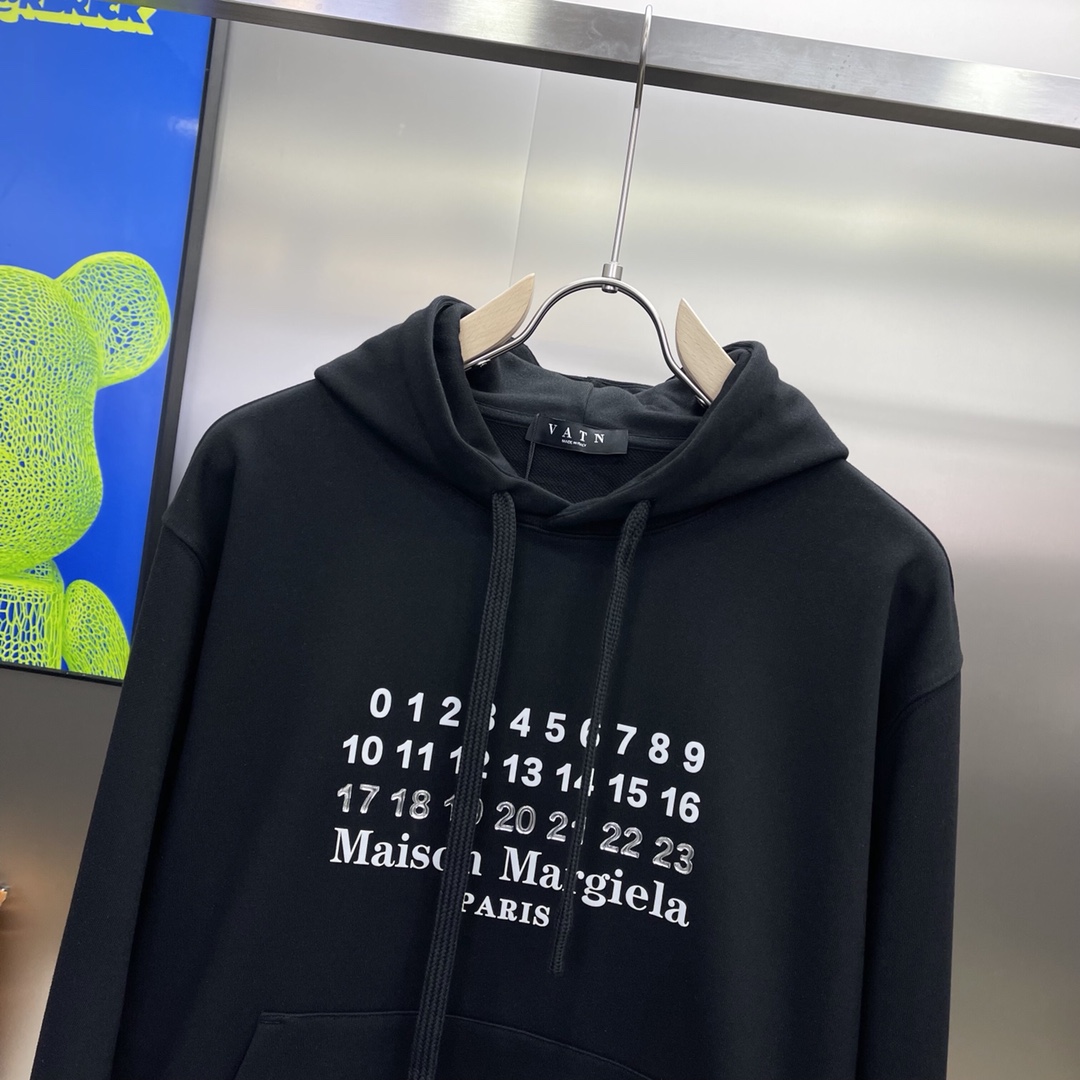 VATN
0 1 2 3 4 5 6 7 8 9
10 11 12 13 14 15 16
17 18 19 20 21 22 23
Maison Margiela
PARIS